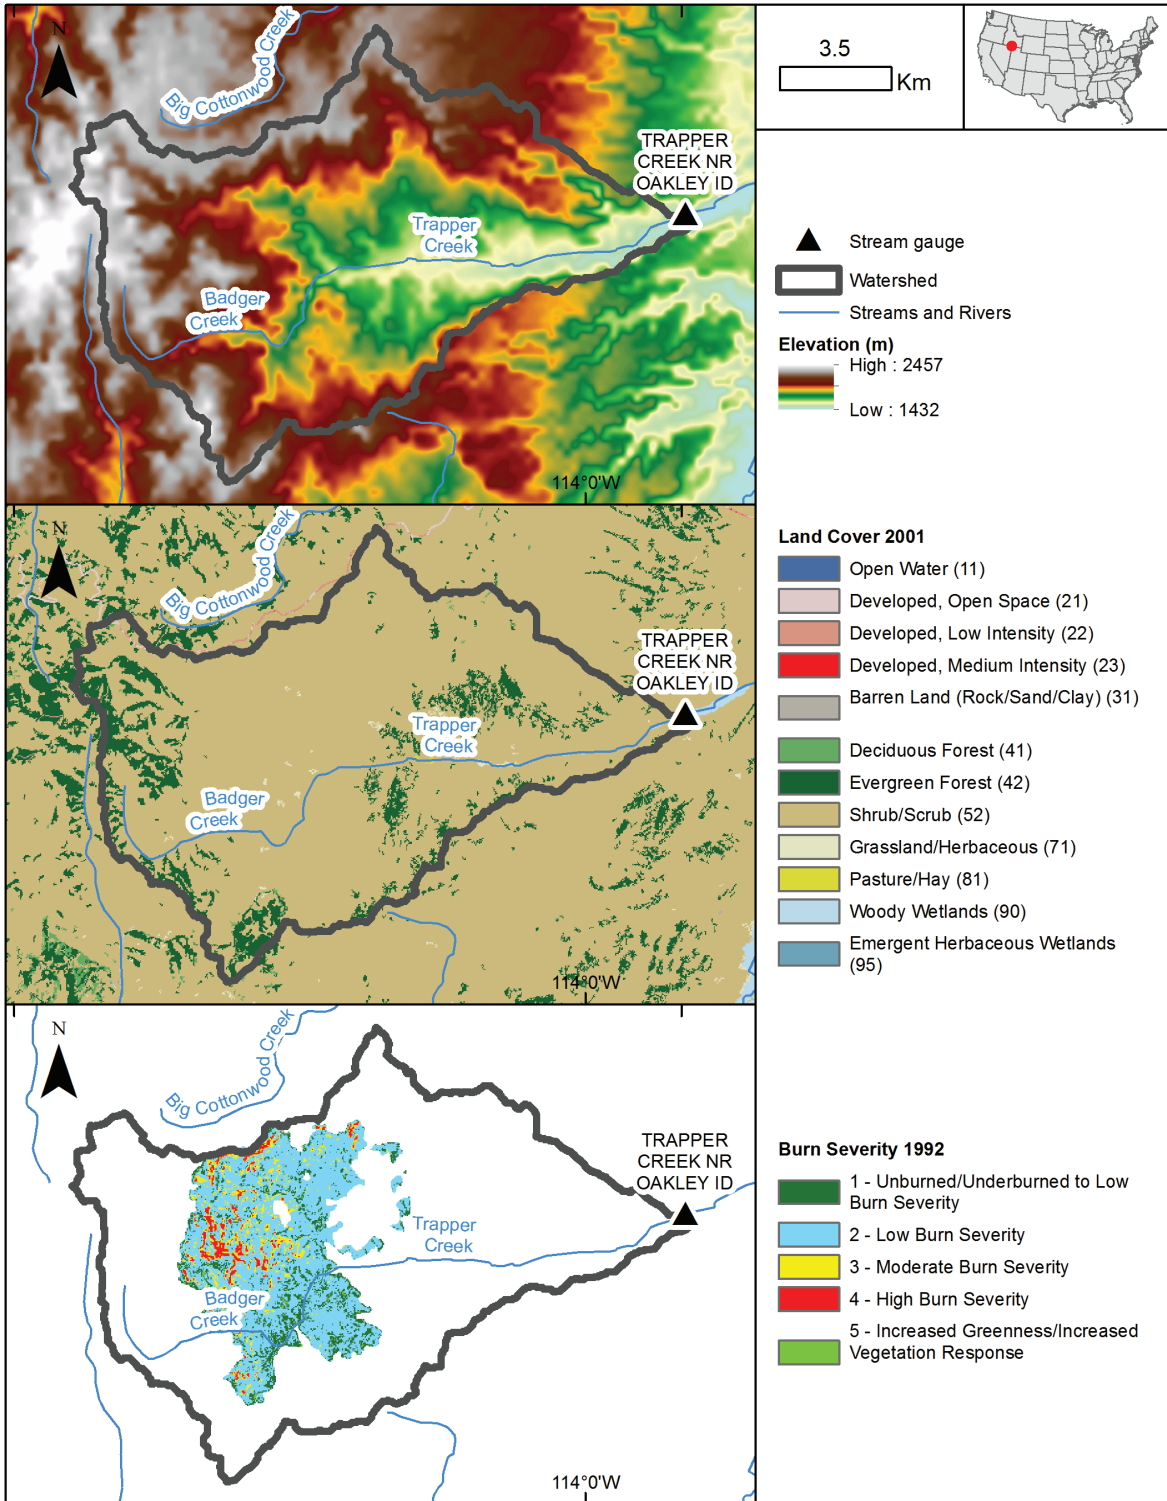 N
Big Cottonwood Creek
TRAPPER
CREEK NR
OAKLEY ID
Trapper
Creek
Badger
Creek
114°0'W
3.5
Km
Stream gauge
Watershed
Streams and Rivers
Elevation (m)
High : 2457
Low : 1432
N
Big Cottonwood Creek
TRAPPER
CREEK NR
OAKLEY ID
Trapper
Creek
Badger
Creek
114°0'W
Land Cover 2001
Open Water (11)
Developed, Open Space (21)
Developed, Low Intensity (22)
Developed, Medium Intensity (23)
Barren Land (Rock/Sand/Clay) (31)
Deciduous Forest (41)
Evergreen Forest (42)
Shrub/Scrub (52)
Grassland/Herbaceous (71)
Pasture/Hay (81)
Woody Wetlands (90)
Emergent Herbaceous Wetlands
(95)
N
Big Cottonwood Creek
TRAPPER
CREEK NR
OAKLEY ID
Trapper
Creek
Badger
Creek
114°0'W
Burn Severity 1992
1 - Unburned/Underburned to Low
Burn Severity
2 - Low Burn Severity
3 - Moderate Burn Severity
4 - High Burn Severity
5 - Increased Greenness/Increased
Vegetation Response